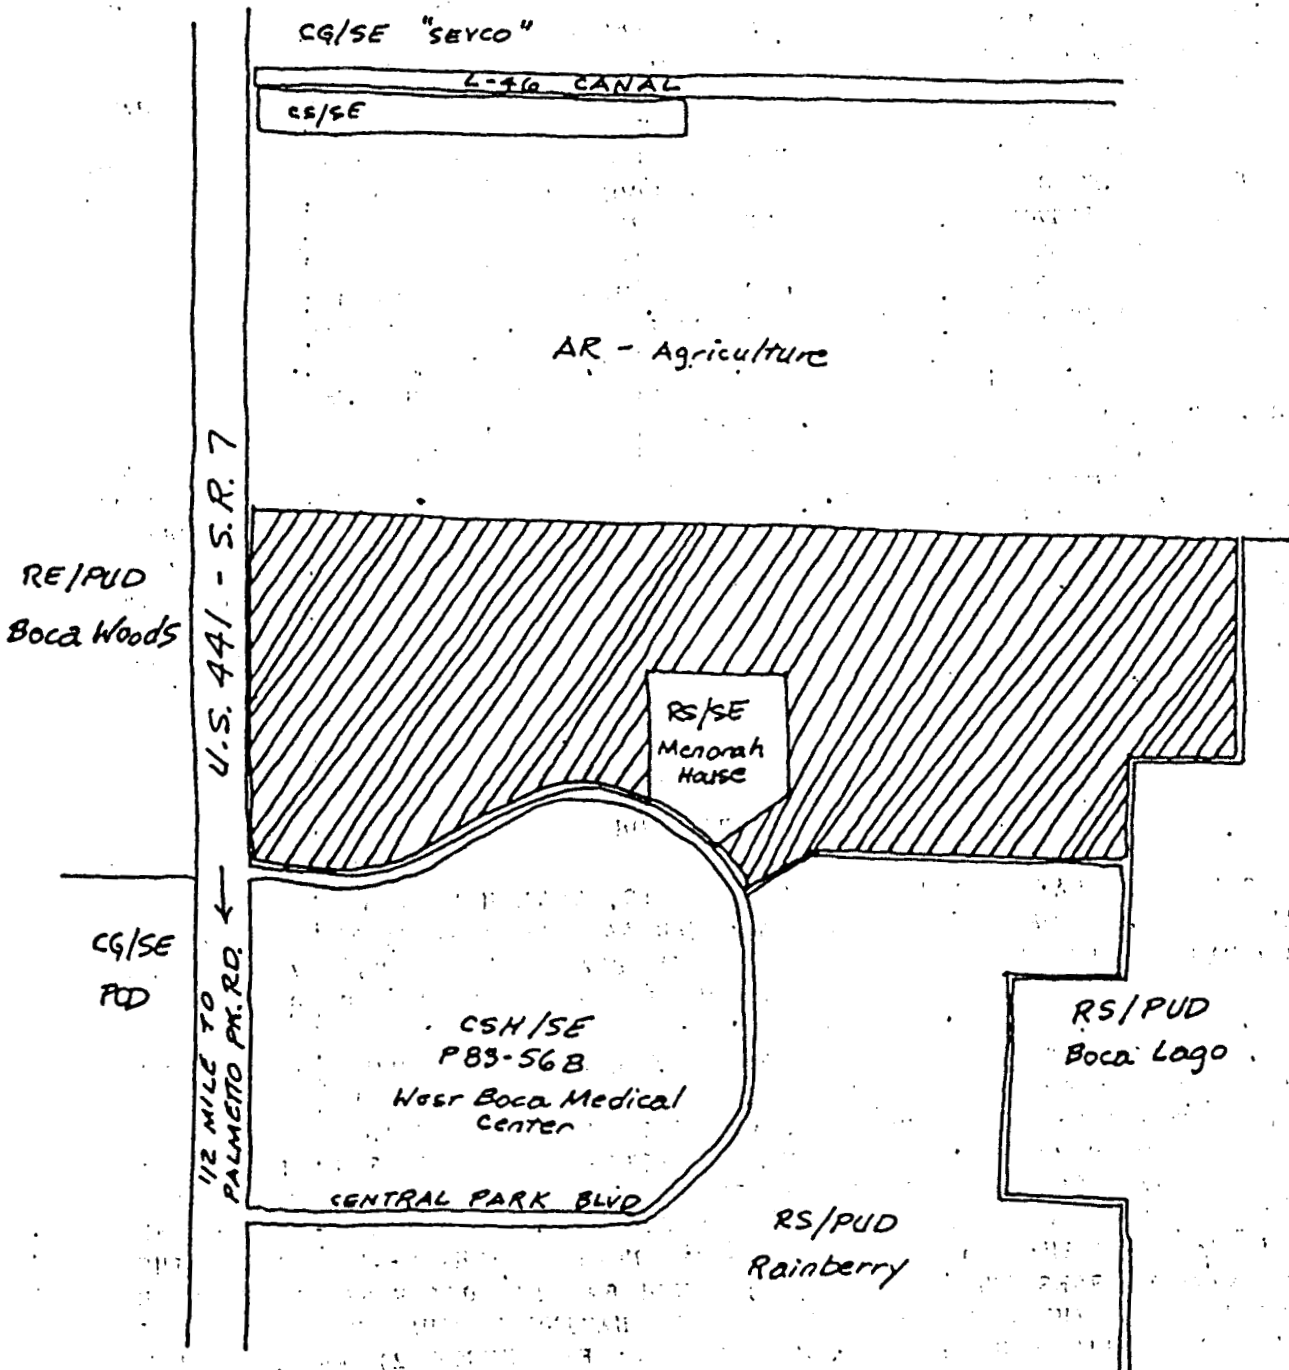 CG/SE "SEVCO"
L-46 CANAL
CS/SE
AR - Agriculture
U.S. 441 - S.R. 7
RE/PUD
Boca Woods
RS/SE
Menorah
House
CG/SE
PCD
1/2 MILE TO
PALMETTO PK. RD.
CSH/SE
P83-56B
West Boca Medical
Center
RS/PUD
Boca Lago
CENTRAL PARK BLVD
RS/PUD
Rainberry